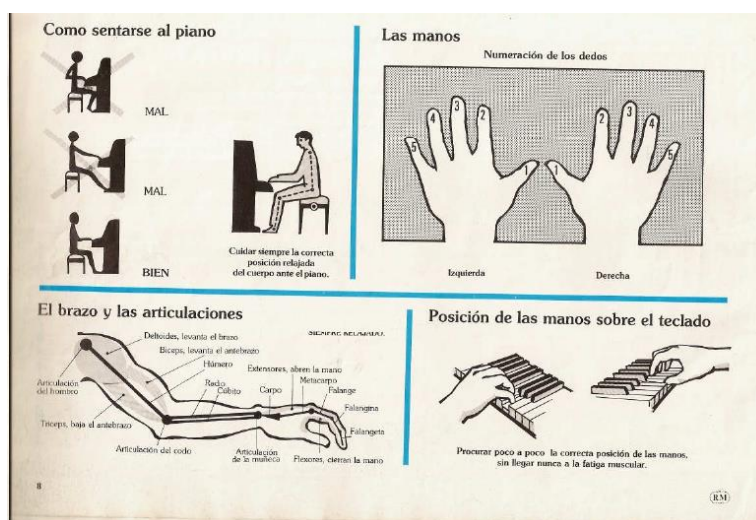 Como sentarse al piano
MAL
MAL
BIEN
Cuidar siempre la correcta
posición relajada
del cuerpo ante el piano.
Las manos
Numeración de los dedos
5
4
3
2
1
1
2
3
4
5
Izquierda
Derecha
El brazo y las articulaciones
SIEMPRE RELAJADO.
Deltoides, levanta el brazo
Biceps, levanta el antebrazo
Húmero
Extensores, abren la mano
Metacarpo
Radio
Cúbito
Carpo
Falange
Falangina
Falangeta
Articulación
del hombro
Triceps, baja el antebrazo
Articulación del codo
Articulación
de la muñeca
Flexores, cierran la mano
Posición de las manos sobre el teclado
Procurar poco a poco la correcta posición de las manos,
sin llegar nunca a la fatiga muscular.
8
RM